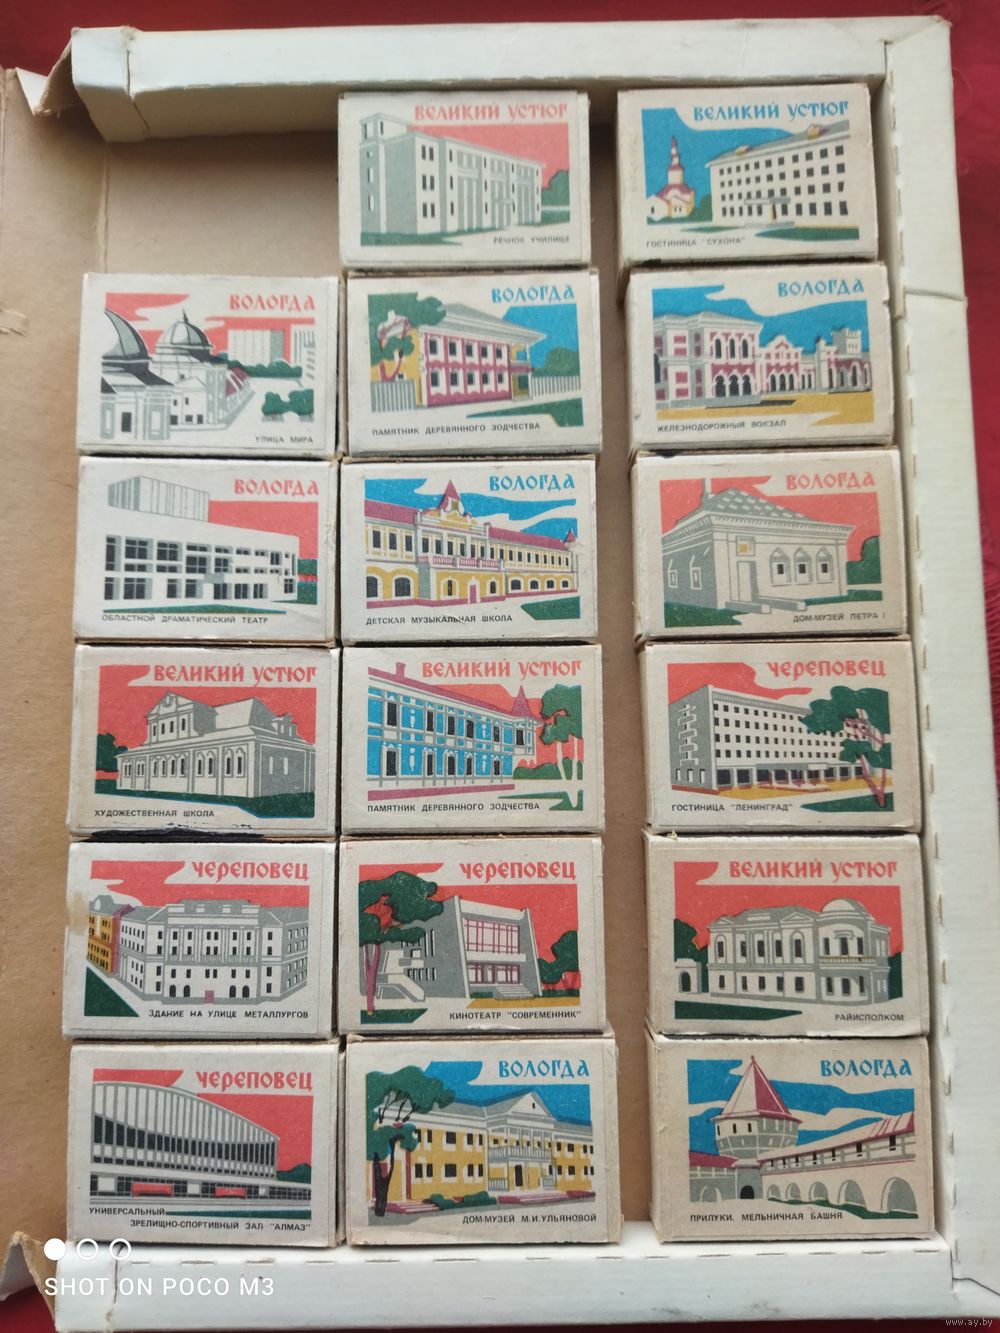 ВЕЛИКИЙ УСТЮГ
РЕЧНОЕ УЧИЛИЩЕ
ВЕЛИКИЙ УСТЮГ
ГОСТИНИЦА "СУХОНА"
ВОЛОГДА
УЛИЦА МИРА
ВОЛОГДА
ПАМЯТНИК ДЕРЕВЯННОГО ЗОДЧЕСТВА
ВОЛОГДА
ЖЕЛЕЗНОДОРОЖНЫЙ ВОКЗАЛ
ВОЛОГДА
ОБЛАСТНОЙ ДРАМАТИЧЕСКИЙ ТЕАТР
ВОЛОГДА
ДЕТСКАЯ МУЗЫКАЛЬНАЯ ШКОЛА
ВОЛОГДА
ДОМ-МУЗЕЙ ПЕТРА I
ВЕЛИКИЙ УСТЮГ
ХУДОЖЕСТВЕННАЯ ШКОЛА
ВЕЛИКИЙ УСТЮГ
ПАМЯТНИК ДЕРЕВЯННОГО ЗОДЧЕСТВА
ЧЕРЕПОВЕЦ
ГОСТИНИЦА "ЛЕНИНГРАД"
ЧЕРЕПОВЕЦ
ЗДАНИЕ НА УЛИЦЕ МЕТАЛЛУРГОВ
ЧЕРЕПОВЕЦ
КИНОТЕАТР "СОВРЕМЕННИК"
ВЕЛИКИЙ УСТЮГ
РАЙИСПОЛКОМ
ЧЕРЕПОВЕЦ
УНИВЕРСАЛЬНЫЙ
ЗРЕЛИЩНО-СПОРТИВНЫЙ ЗАЛ "АЛМАЗ"
ВОЛОГДА
ДОМ-МУЗЕЙ М.И.УЛЬЯНОВОЙ
ВОЛОГДА
ПРИЛУКИ. МЕЛЬНИЧНАЯ БАШНЯ
SHOT ON POCO M3
www.ay.by